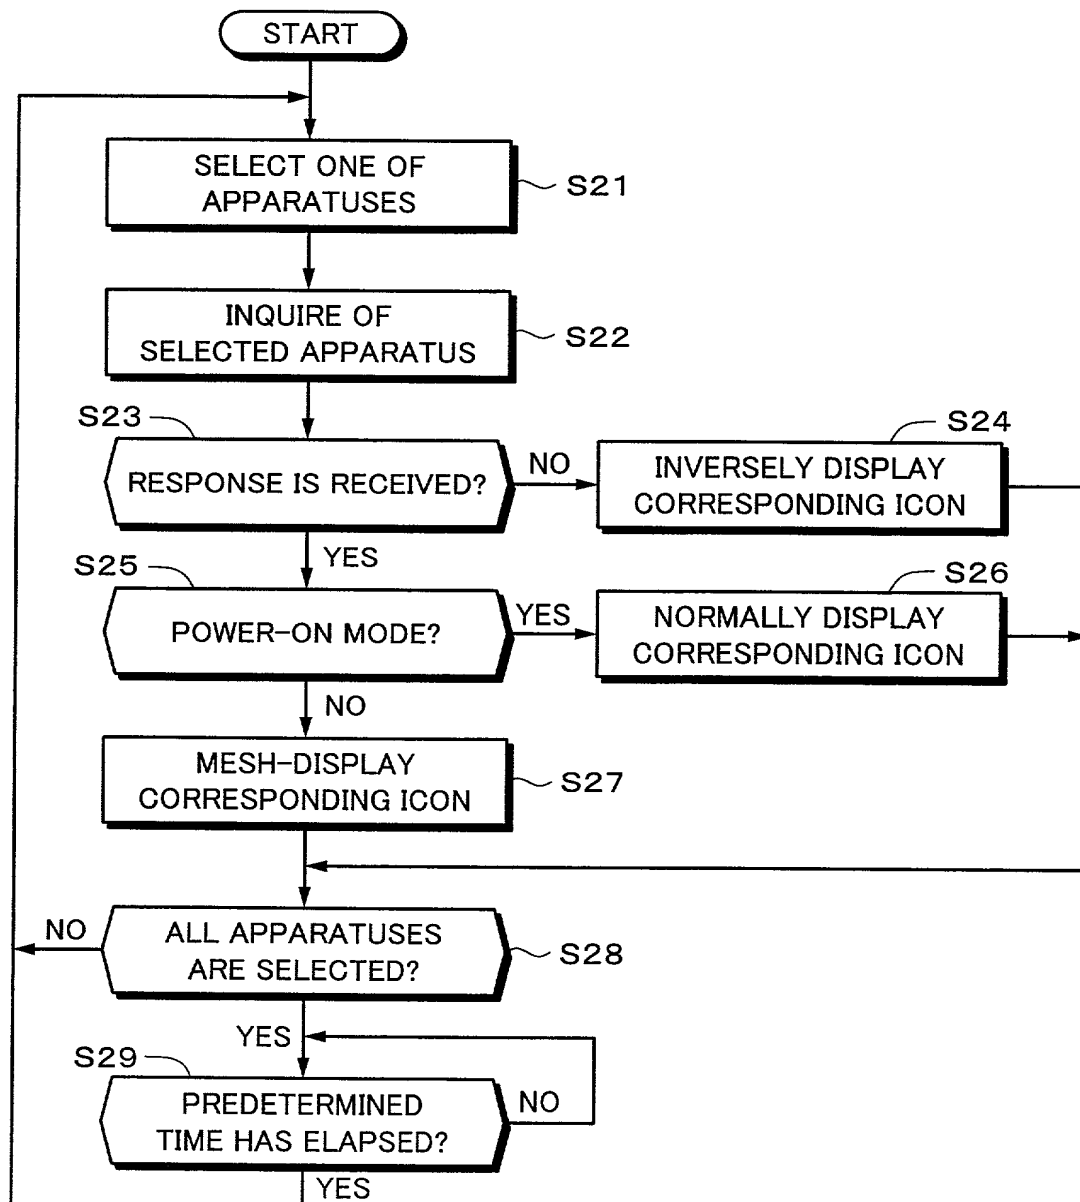 START
SELECT ONE OF
APPARATUSES
S21
INQUIRE OF
SELECTED APPARATUS
S22
S23
RESPONSE IS RECEIVED?
NO
S24
INVERSELY DISPLAY
CORRESPONDING ICON
YES
S25
POWER-ON MODE?
YES
S26
NORMALLY DISPLAY
CORRESPONDING ICON
NO
MESH-DISPLAY
CORRESPONDING ICON
S27
NO
ALL APPARATUSES
ARE SELECTED?
S28
YES
S29
PREDETERMINED
TIME HAS ELAPSED?
NO
YES